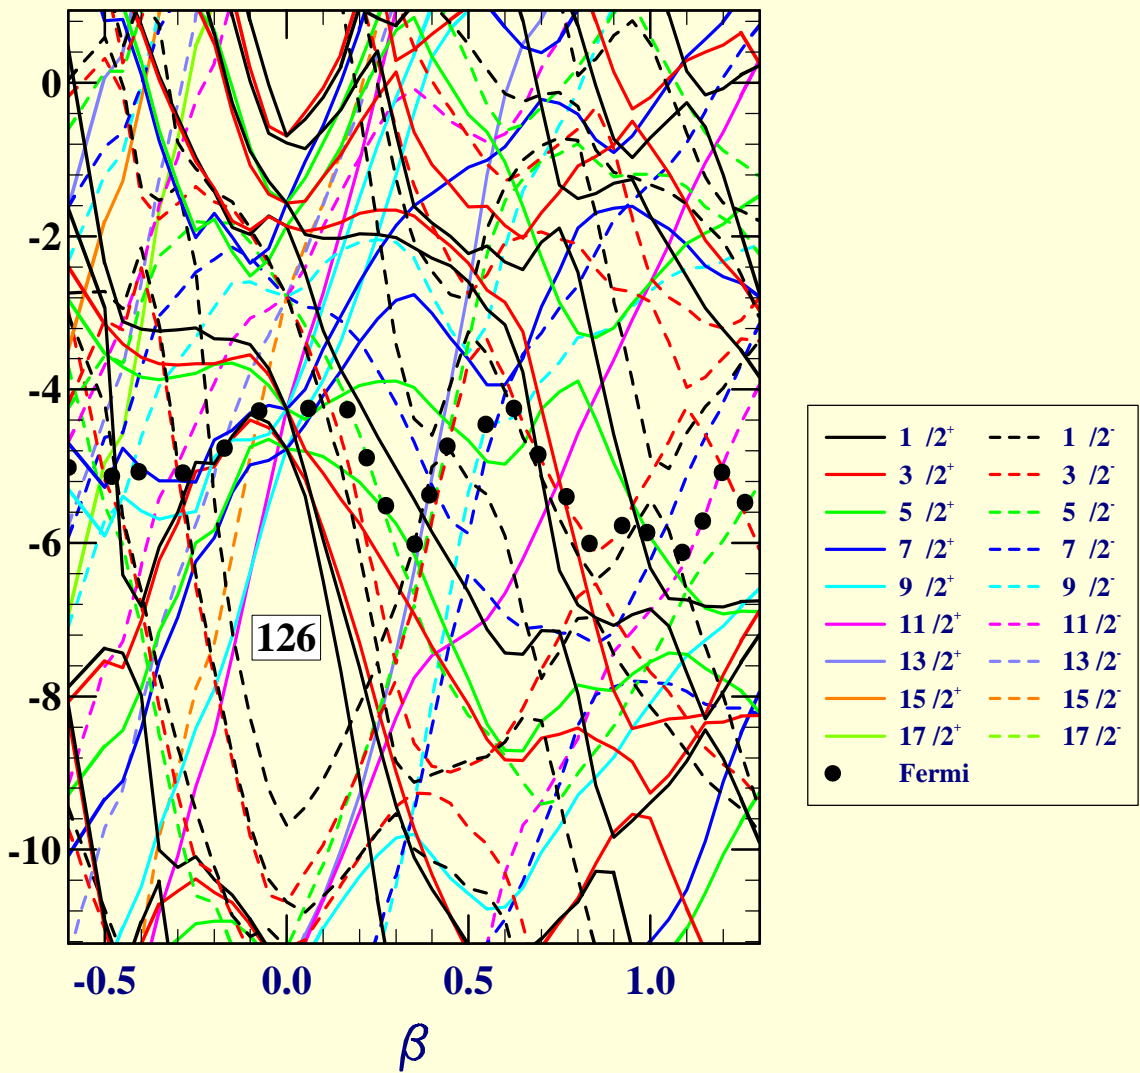 0
-2
-4
-6
-8
-10
126
-0.5 0.0 0.5 1.0
β
1 /2⁺ 1 /2⁻
3 /2⁺ 3 /2⁻
5 /2⁺ 5 /2⁻
7 /2⁺ 7 /2⁻
9 /2⁺ 9 /2⁻
11 /2⁺ 11 /2⁻
13 /2⁺ 13 /2⁻
15 /2⁺ 15 /2⁻
17 /2⁺ 17 /2⁻
Fermi